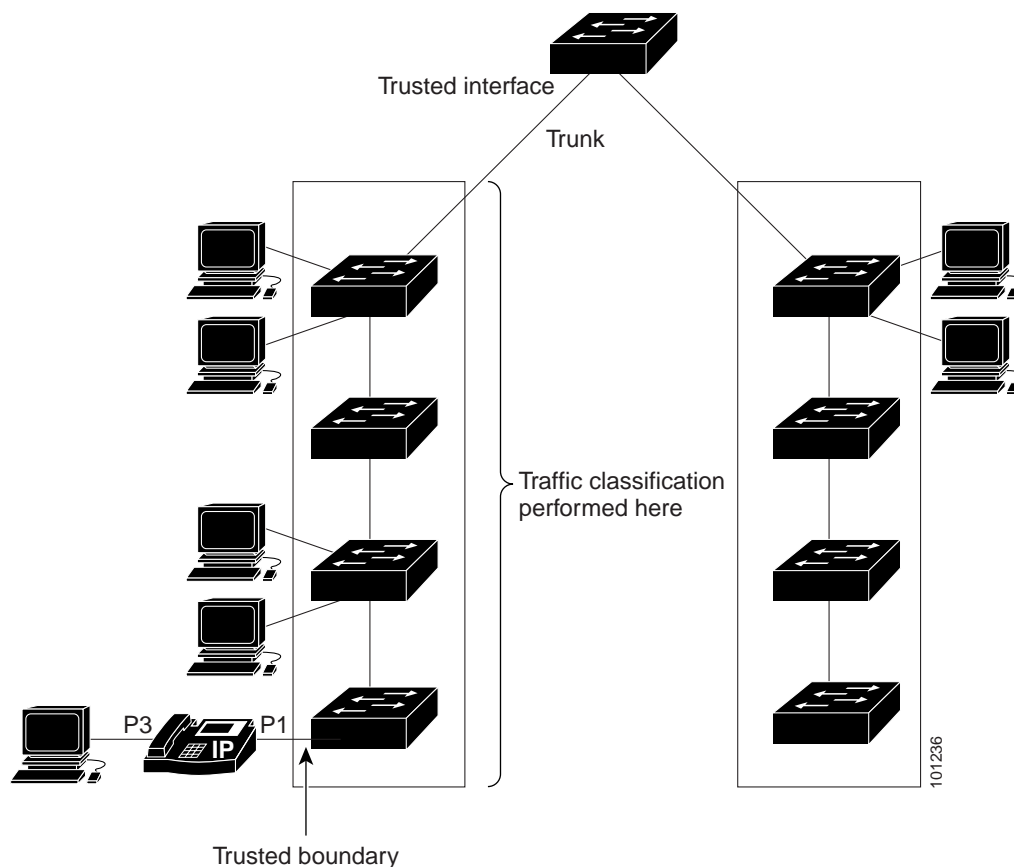 Trusted interface
Trunk
Traffic classification
performed here
P3
IP
P1
Trusted boundary
101236